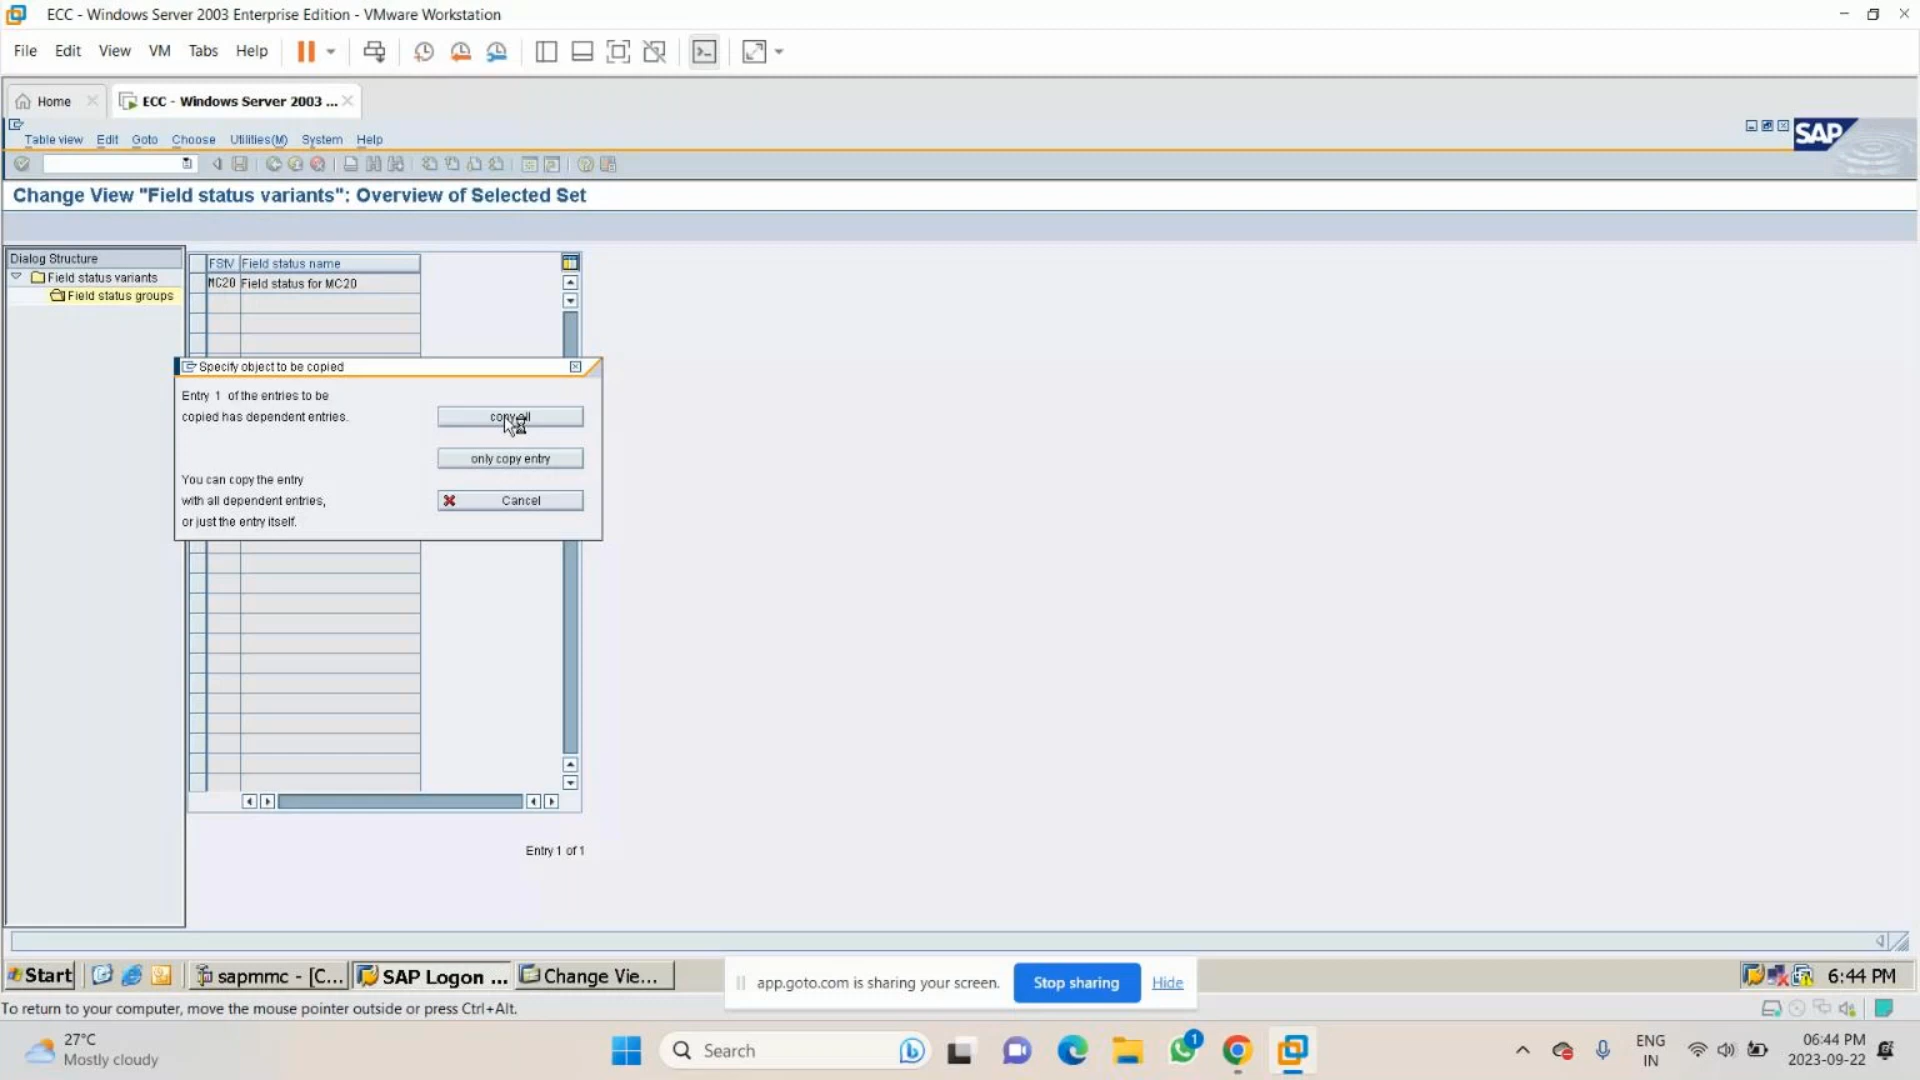 ECC - Windows Server 2003 Enterprise Edition - VMware Workstation
File Edit View VM Tabs Help
Home
ECC - Windows Server 2003 ...
Table view Edit Goto Choose Utilities(M) System Help
SAP
Change View "Field status variants": Overview of Selected Set
Dialog Structure
Field status variants
Field status groups
FStV Field status name
MC20 Field status for MC20
Specify object to be copied
Entry 1 of the entries to be
copied has dependent entries.
copy all
only copy entry
You can copy the entry
with all dependent entries,
or just the entry itself.
Cancel
Entry 1 of 1
Start
sapmmc - [C...
SAP Logon ...
Change Vie...
app.goto.com is sharing your screen.
Stop sharing
Hide
6:44 PM
To return to your computer, move the mouse pointer outside or press Ctrl+Alt.
27°C
Mostly cloudy
Search
1
ENG
IN
06:44 PM
2023-09-22